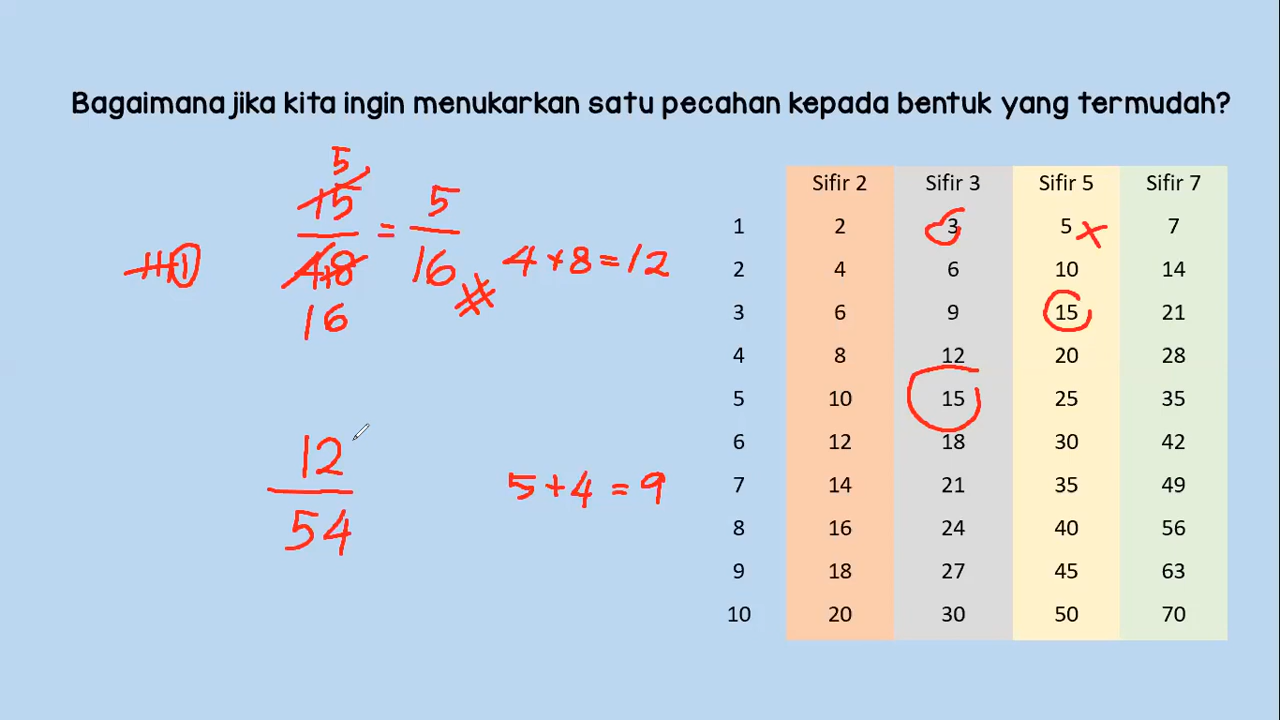 Bagaimana jika kita ingin menukarkan satu pecahan kepada bentuk yang termudah?
5
15 = 5
48 16 4+8=12
16
12
54
5+4=9
Sifir 2 Sifir 3 Sifir 5 Sifir 7
1 2 3 5 × 7
2 4 6 10 14
3 6 9 15 21
4 8 12 20 28
5 10 15 25 35
6 12 18 30 42
7 14 21 35 49
8 16 24 40 56
9 18 27 45 63
10 20 30 50 70